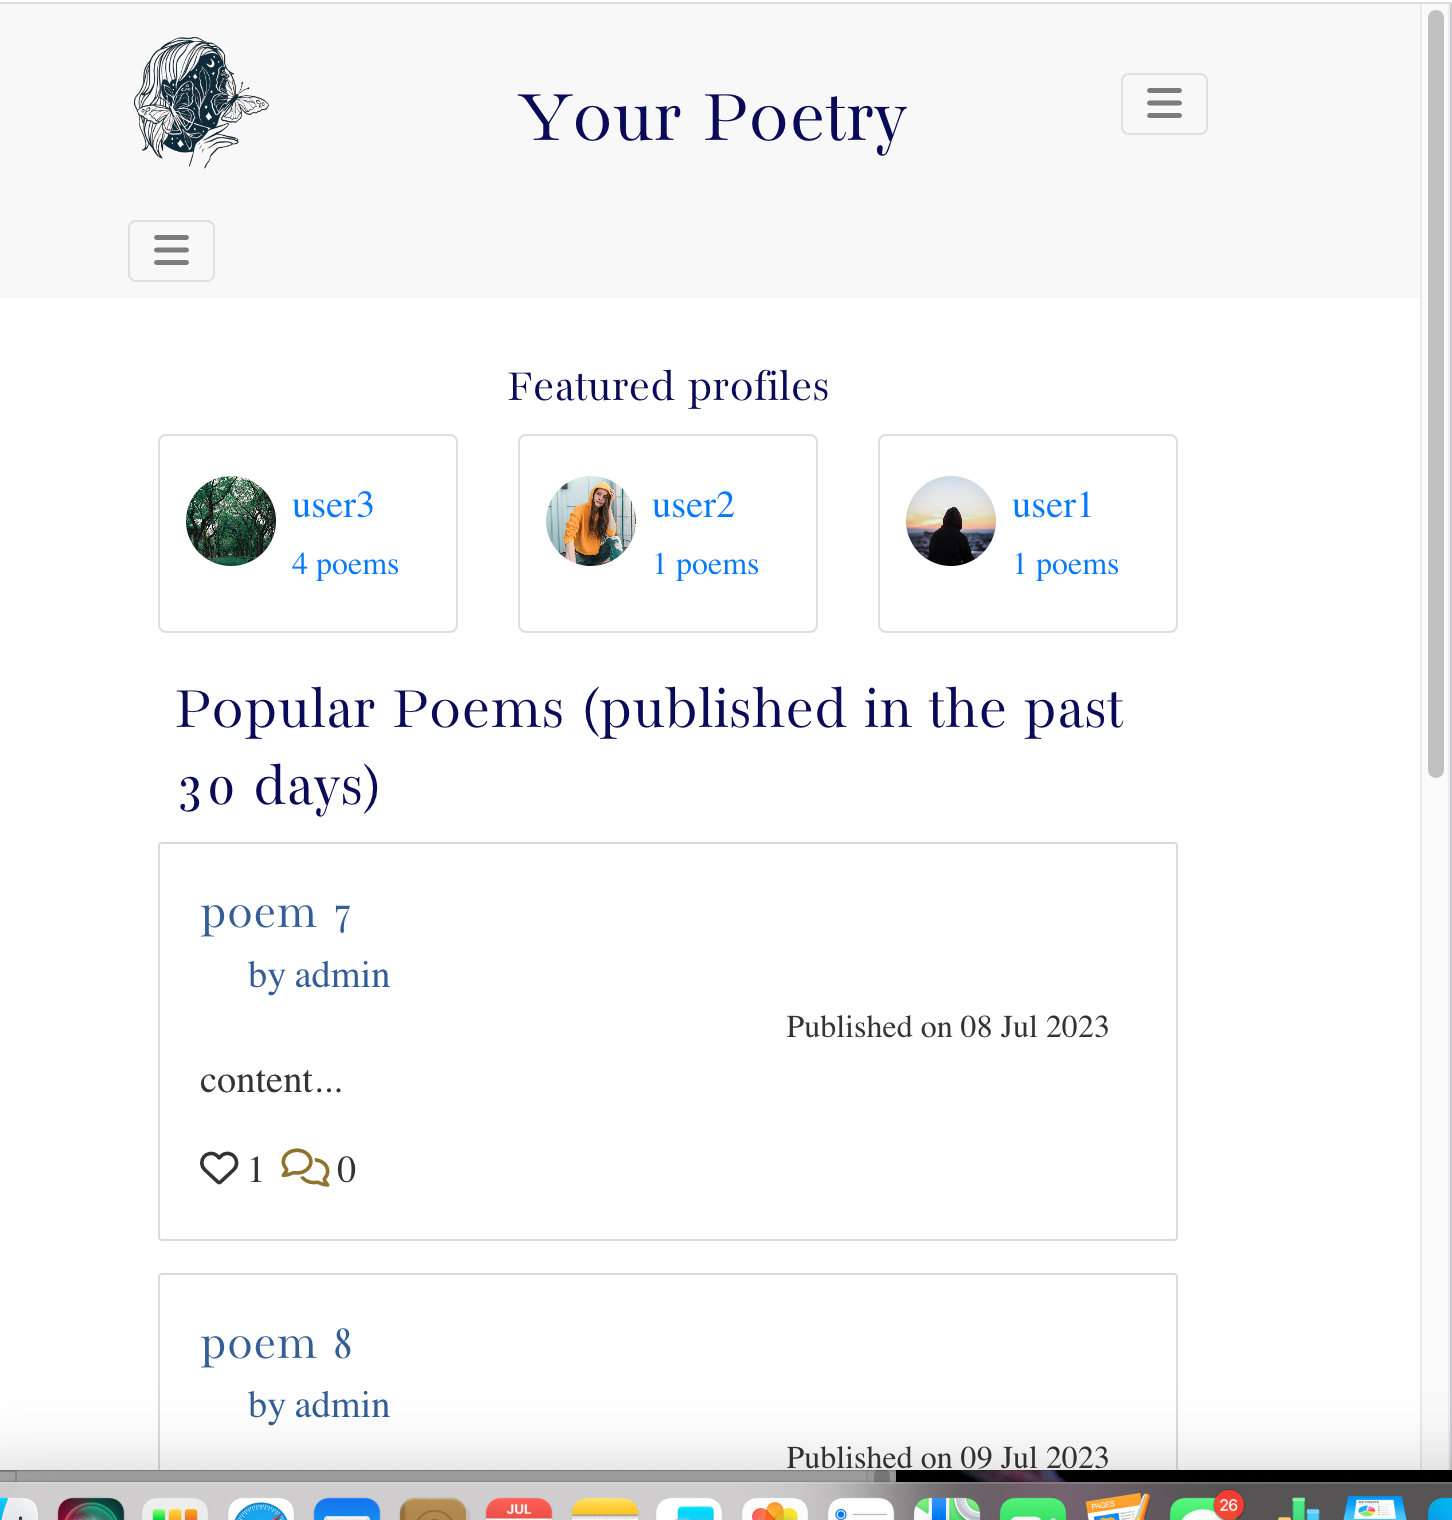 Your Poetry
Featured profiles
user3
4 poems
user2
1 poems
user1
1 poems
Popular Poems (published in the past
30 days)
poem 7
by admin
Published on 08 Jul 2023
content...
1 0
poem 8
by admin
Published on 09 Jul 2023
JUL
PAGES
26